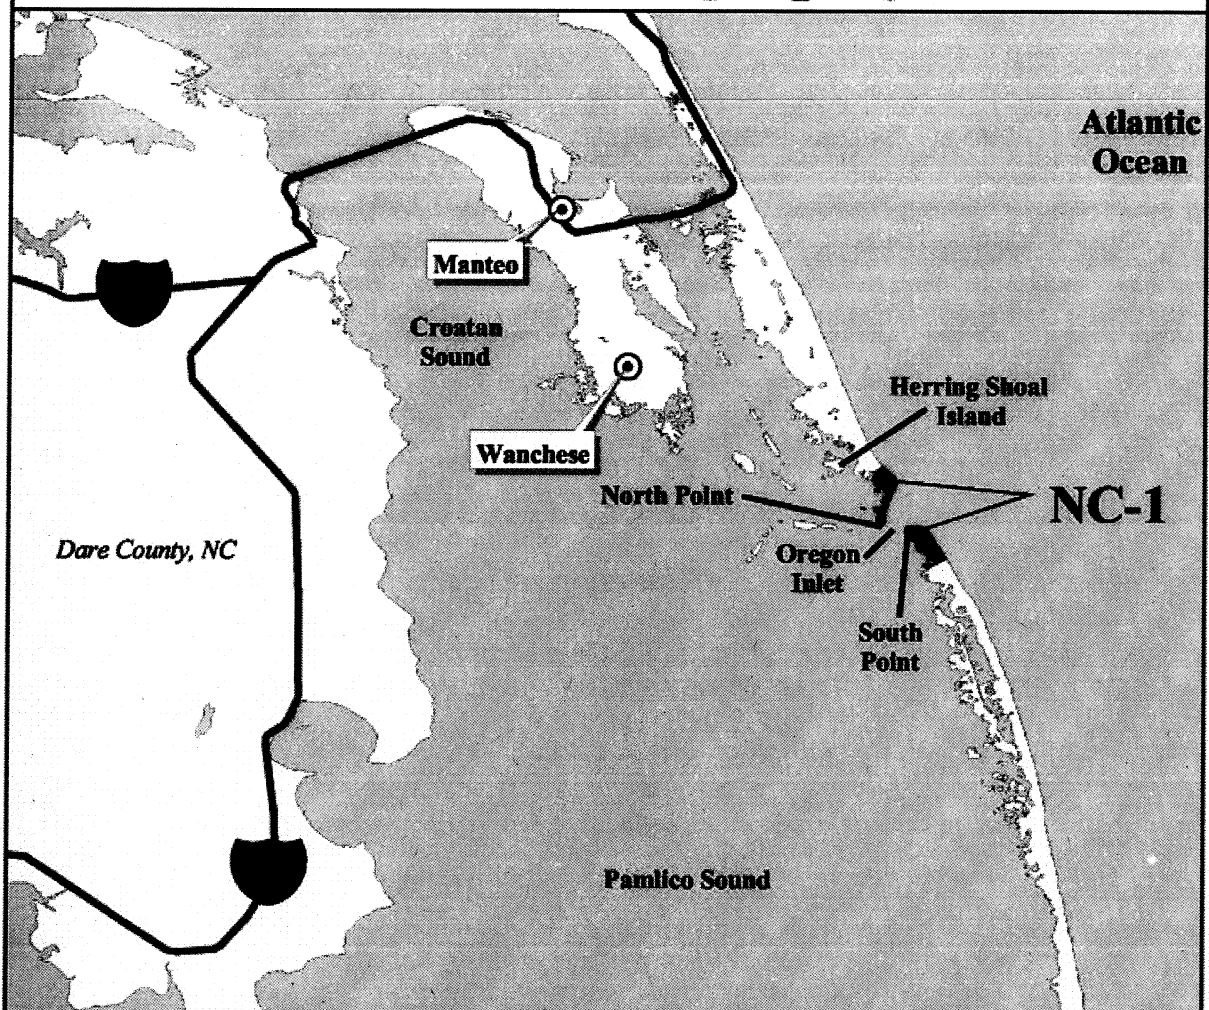 Atlantic
Ocean
Manteo
Croatan
Sound
Herring Shoal
Island
Wanchese
North Point
NC-1
Dare County, NC
Oregon
Inlet
South
Point
Pamlico Sound